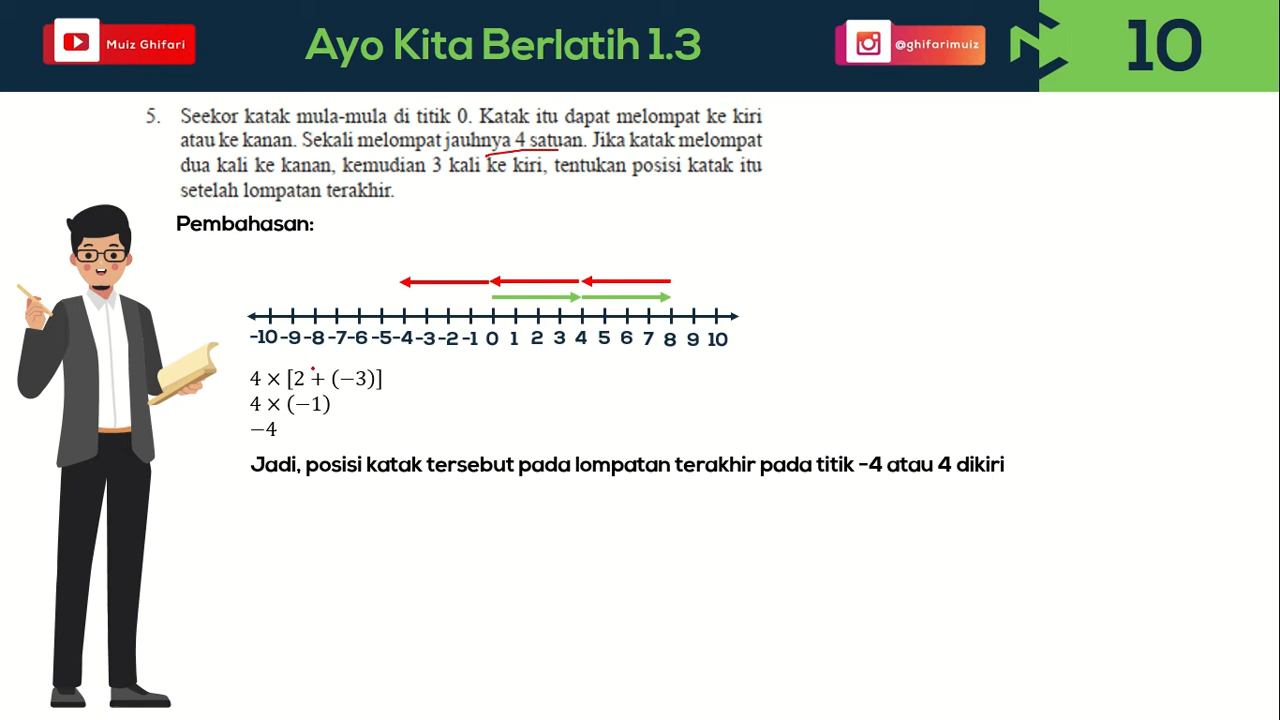 Muiz Ghifari
Ayo Kita Berlatih 1.3
@ghifarimuiz
10
5. Seekor katak mula-mula di titik 0. Katak itu dapat melompat ke kiri
atau ke kanan. Sekali melompat jauhnya 4 satuan. Jika katak melompat
dua kali ke kanan, kemudian 3 kali ke kiri, tentukan posisi katak itu
setelah lompatan terakhir.
Pembahasan:
-10 -9 -8 -7 -6 -5 -4 -3 -2 -1 0 1 2 3 4 5 6 7 8 9 10
4 × [2 + (−3)]
4 × (−1)
−4
Jadi, posisi katak tersebut pada lompatan terakhir pada titik -4 atau 4 dikiri